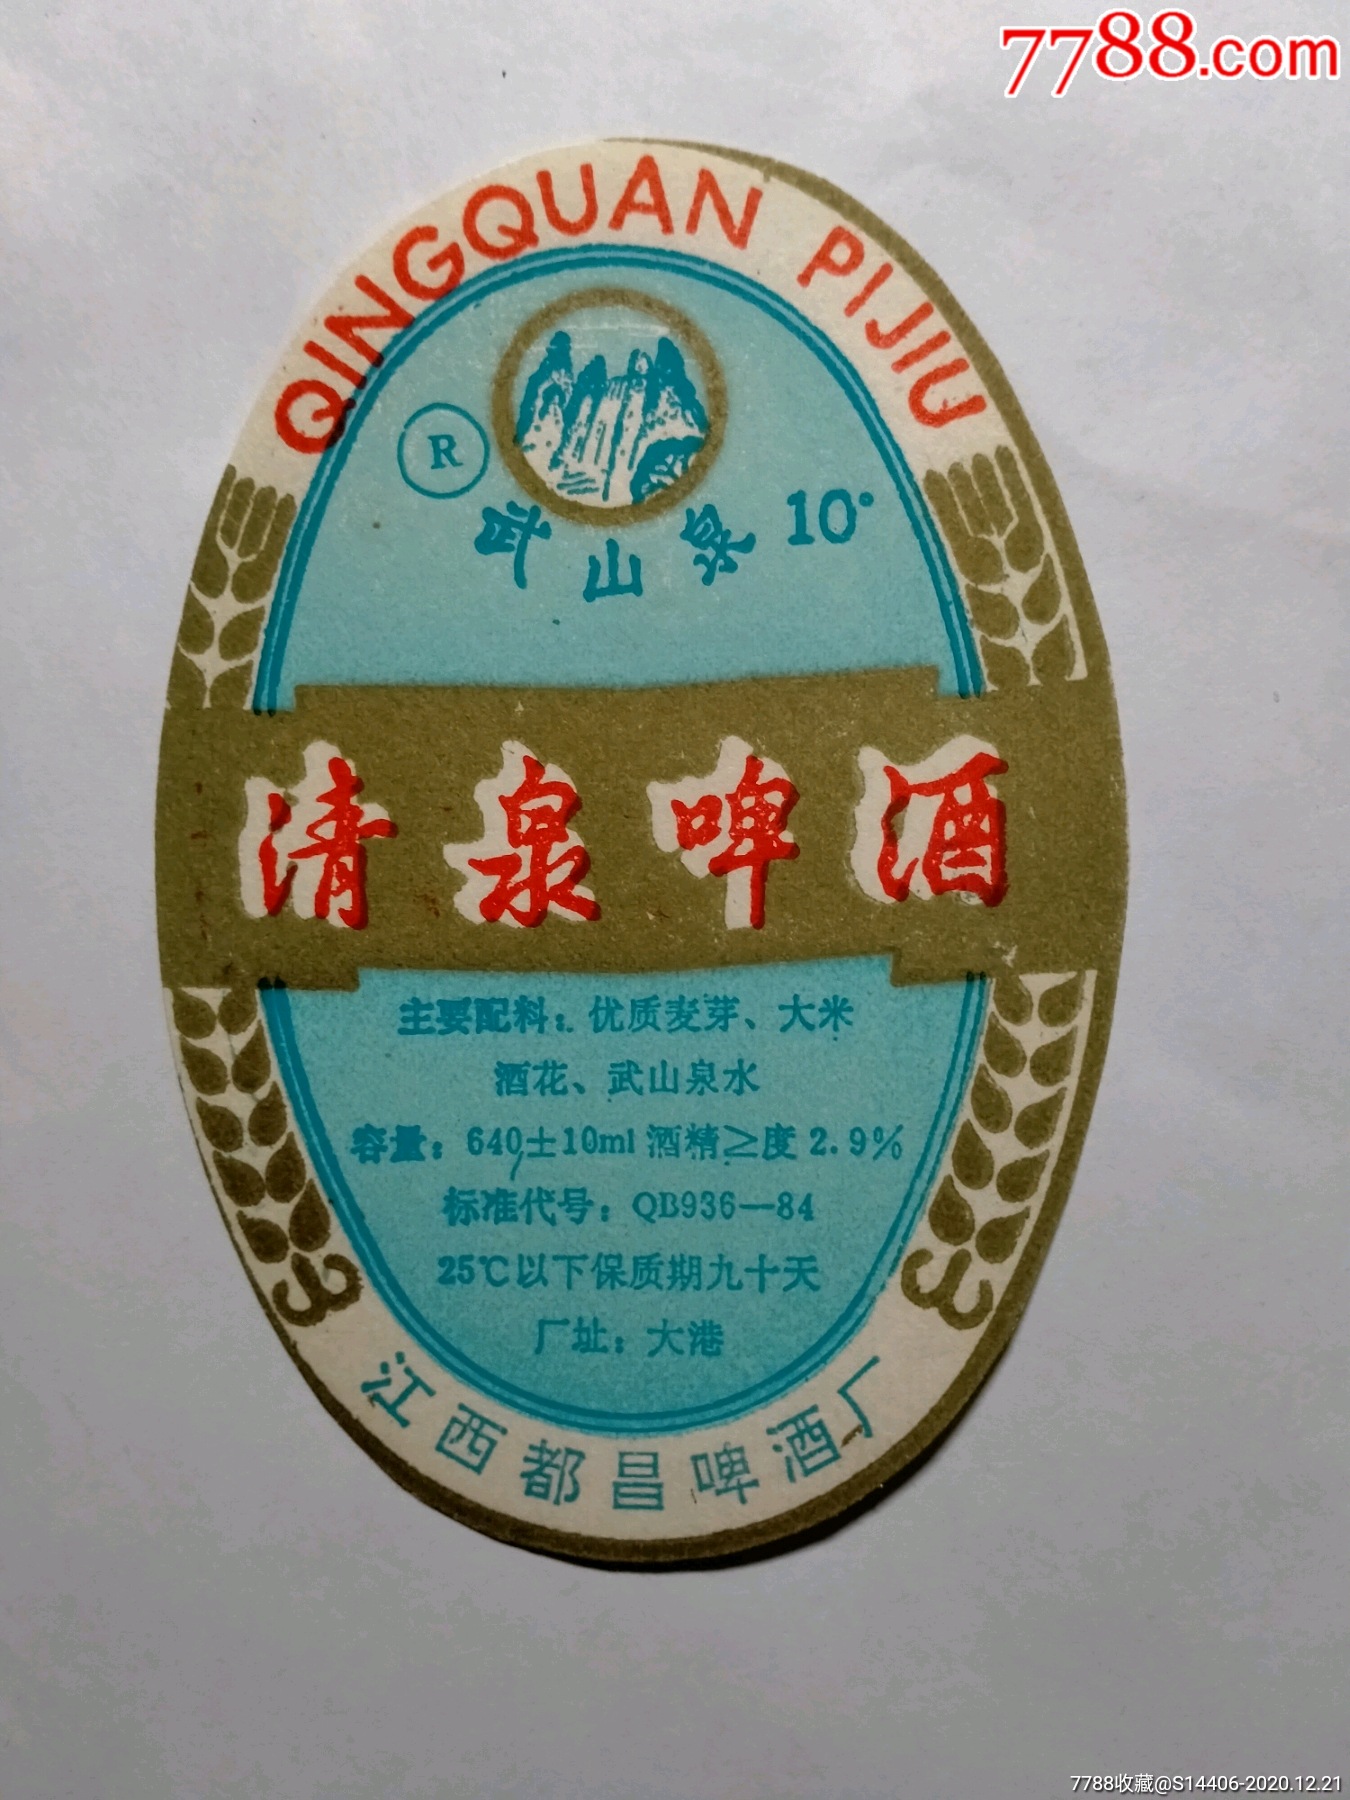 7788.com
QINGQUAN PIJIU
R
武山泉 10°
清泉啤酒
主要配料：优质麦芽、大米
酒花、武山泉水
容量：640±10ml 酒精≥度 2.9%
标准代号：QB936—84
25℃以下保质期九十天
厂址：大港
江西都昌啤酒厂
7788收藏@S14406-2020.12.21